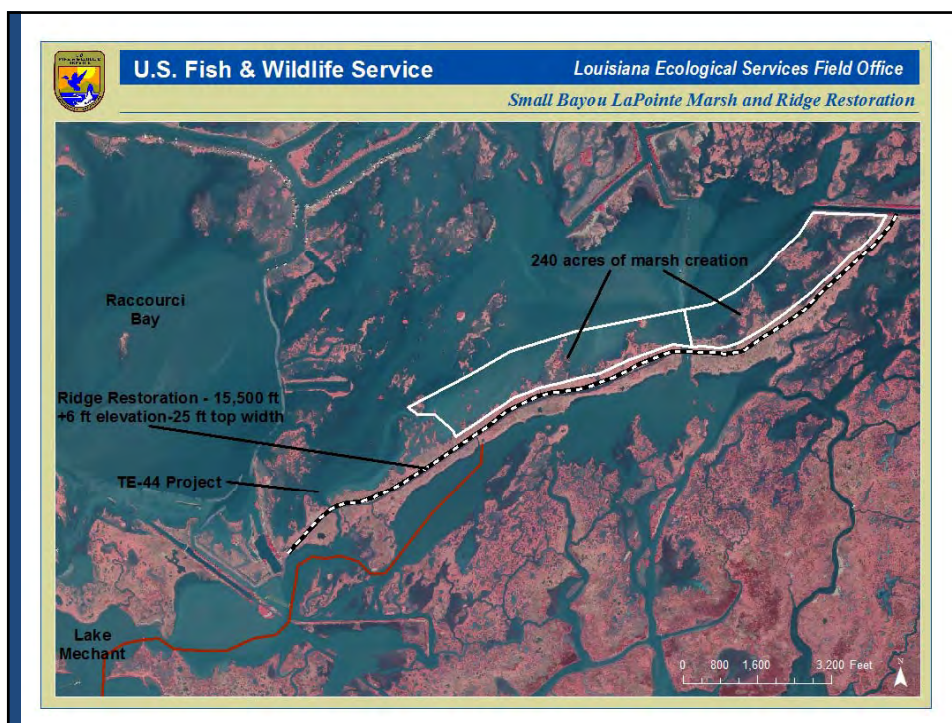 U.S. Fish & Wildlife Service
Louisiana Ecological Services Field Office
Small Bayou LaPointe Marsh and Ridge Restoration
240 acres of marsh creation
Raccourci
Bay
Ridge Restoration - 15,500 ft
+6 ft elevation-25 ft top width
TE-44 Project
Lake
Mechant
0 800 1,600 3,200 Feet
N